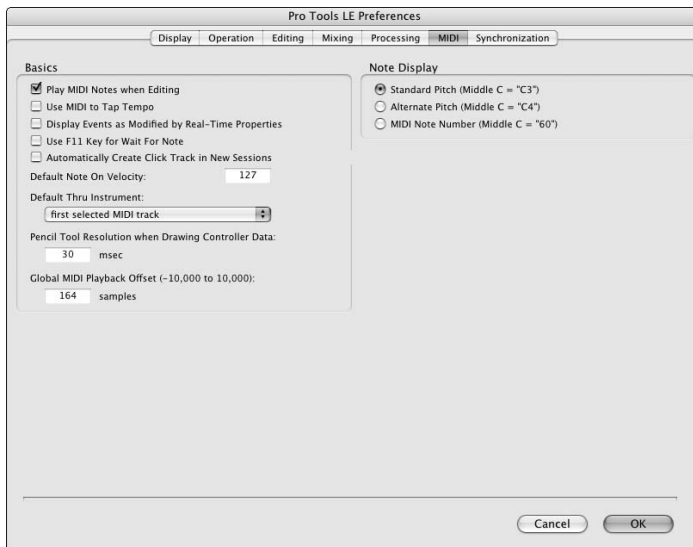 Pro Tools LE Preferences
Display Operation Editing Mixing Processing MIDI Synchronization
Basics
Play MIDI Notes when Editing
Use MIDI to Tap Tempo
Display Events as Modified by Real-Time Properties
Use F11 Key for Wait For Note
Automatically Create Click Track in New Sessions
Default Note On Velocity: 127
Default Thru Instrument:
first selected MIDI track
Pencil Tool Resolution when Drawing Controller Data:
30 msec
Global MIDI Playback Offset (-10,000 to 10,000):
164 samples
Note Display
Standard Pitch (Middle C = "C3")
Alternate Pitch (Middle C = "C4")
MIDI Note Number (Middle C = "60")
Cancel OK